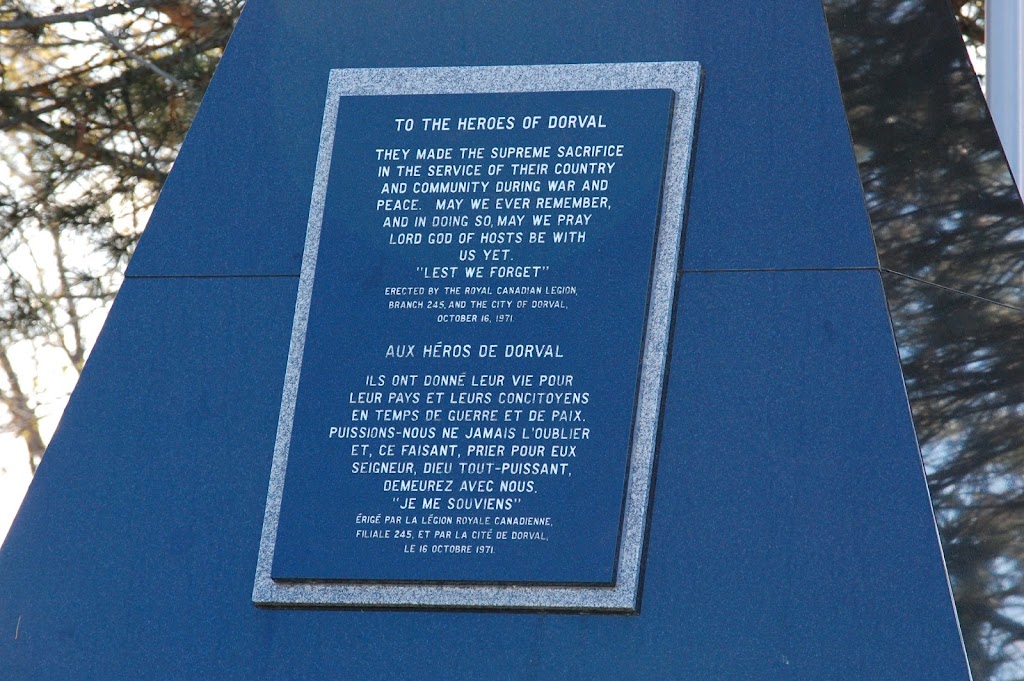 TO THE HEROES OF DORVAL
THEY MADE THE SUPREME SACRIFICE
IN THE SERVICE OF THEIR COUNTRY
AND COMMUNITY DURING WAR AND
PEACE. MAY WE EVER REMEMBER,
AND IN DOING SO, MAY WE PRAY
LORD GOD OF HOSTS BE WITH
US YET.
"LEST WE FORGET"
ERECTED BY THE ROYAL CANADIAN LEGION,
BRANCH 245, AND THE CITY OF DORVAL,
OCTOBER 16, 1971.
AUX HÉROS DE DORVAL
ILS ONT DONNÉ LEUR VIE POUR
LEUR PAYS ET LEURS CONCITOYENS
EN TEMPS DE GUERRE ET DE PAIX.
PUISSIONS-NOUS NE JAMAIS L'OUBLIER
ET, CE FAISANT, PRIER POUR EUX
SEIGNEUR, DIEU TOUT-PUISSANT,
DEMEUREZ AVEC NOUS.
"JE ME SOUVIENS"
ÉRIGÉ PAR LA LÉGION ROYALE CANADIENNE,
FILIALE 245, ET PAR LA CITÉ DE DORVAL,
LE 16 OCTOBRE 1971.